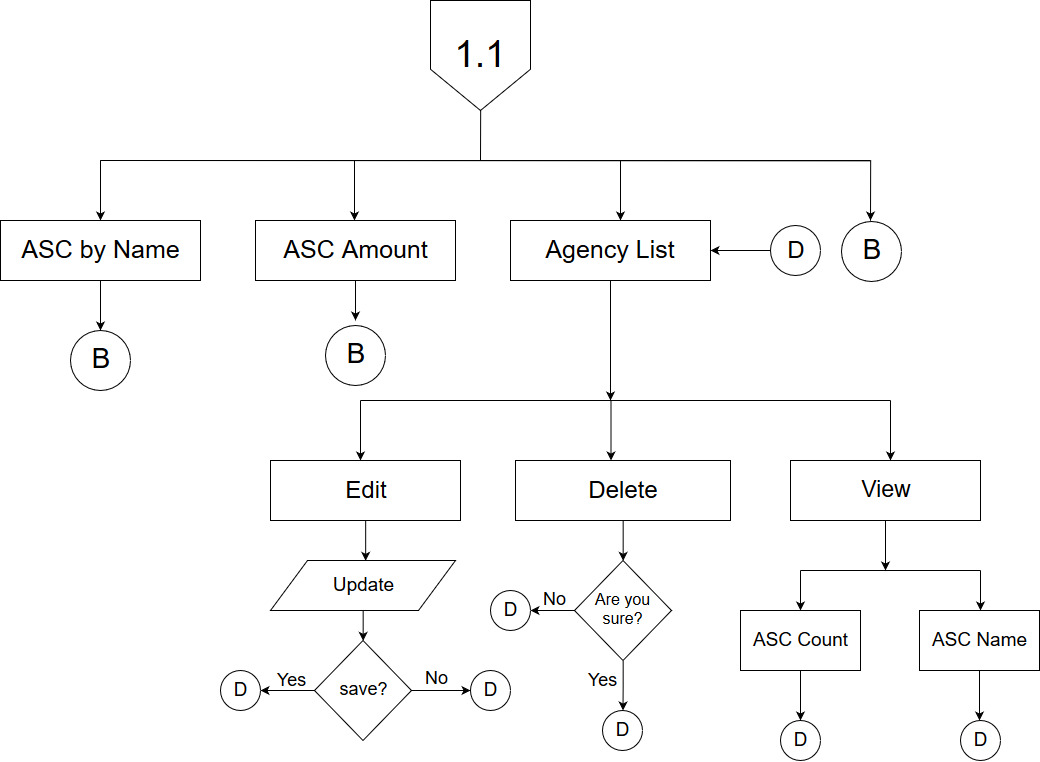 1.1
ASC by Name
ASC Amount
Agency List
D
B
B
B
Edit
Delete
View
Update
Are you
sure?
No
D
ASC Count
ASC Name
save?
Yes
No
D
D
Yes
D
D
D